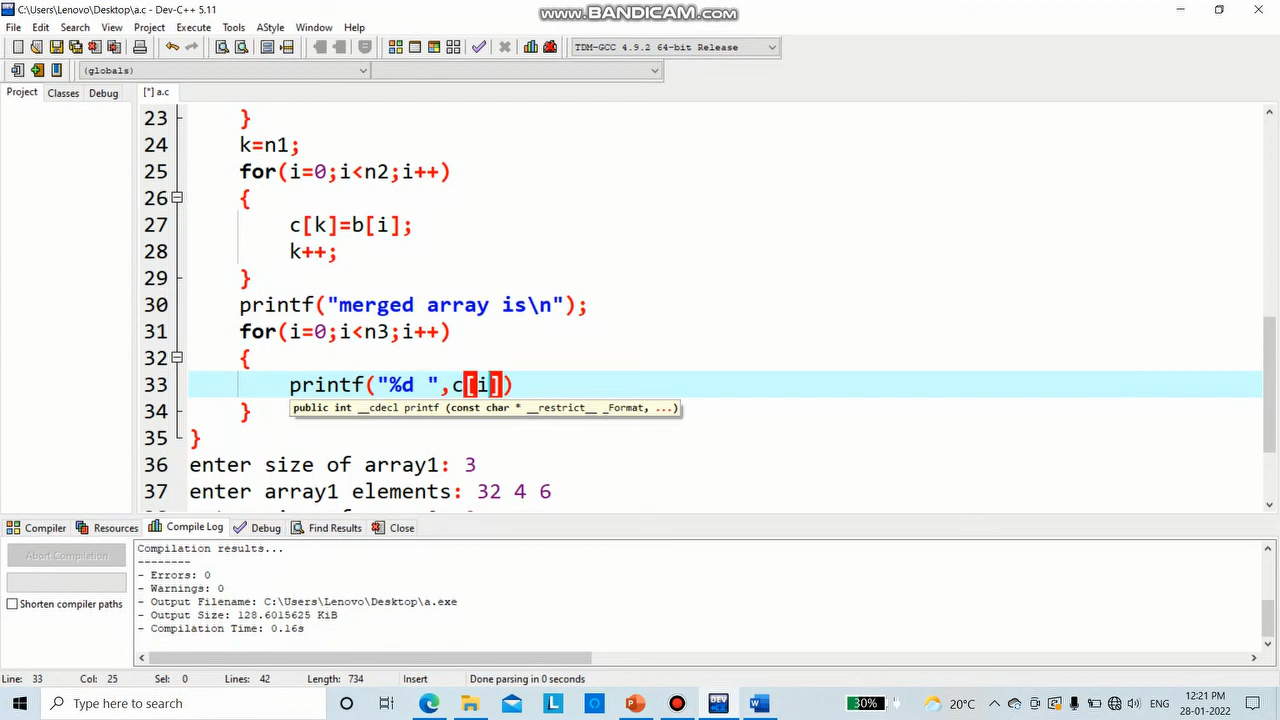 C:\Users\Lenovo\Desktop\a.c - Dev-C++ 5.11
www.BANDICAM.com
File Edit Search View Project Execute Tools AStyle Window Help
TDM-GCC 4.9.2 64-bit Release
(globals)
Project Classes Debug
[*] a.c
23 }
24 k=n1;
25 for(i=0;i<n2;i++)
26 {
27 c[k]=b[i];
28 k++;
29 }
30 printf("merged array is\n");
31 for(i=0;i<n3;i++)
32 {
33 printf("%d ",c[i])
public int __cdecl printf (const char * __restrict__ _Format, ...)
34 }
35 }
36 enter size of array1: 3
37 enter array1 elements: 32 4 6
Compiler Resources Compile Log Debug Find Results Close
Abort Compilation
Shorten compiler paths
Compilation results...
--------
- Errors: 0
- Warnings: 0
- Output Filename: C:\Users\Lenovo\Desktop\a.exe
- Output Size: 128.6015625 KiB
- Compilation Time: 0.16s
Line: 33 Col: 25 Sel: 0 Lines: 42 Length: 734 Insert Done parsing in 0 seconds
Type here to search
L
DEV
30%
20°C
ENG
12:21 PM
28-01-2022